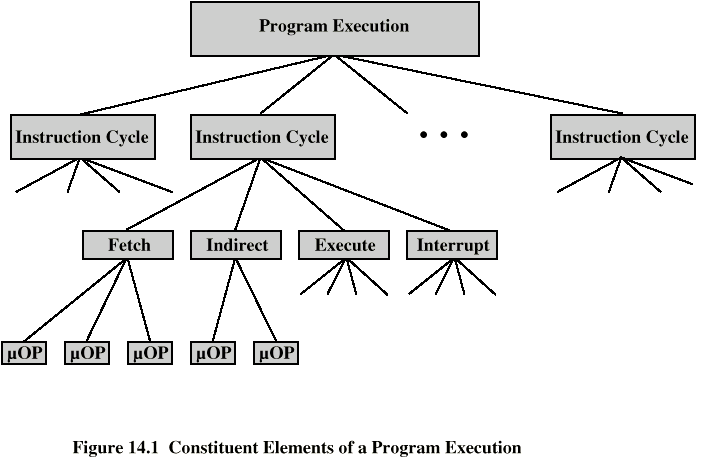 Program Execution
Instruction Cycle
Instruction Cycle
• • •
Instruction Cycle
Fetch
Indirect
Execute
Interrupt
µOP
µOP
µOP
µOP
µOP
Figure 14.1 Constituent Elements of a Program Execution